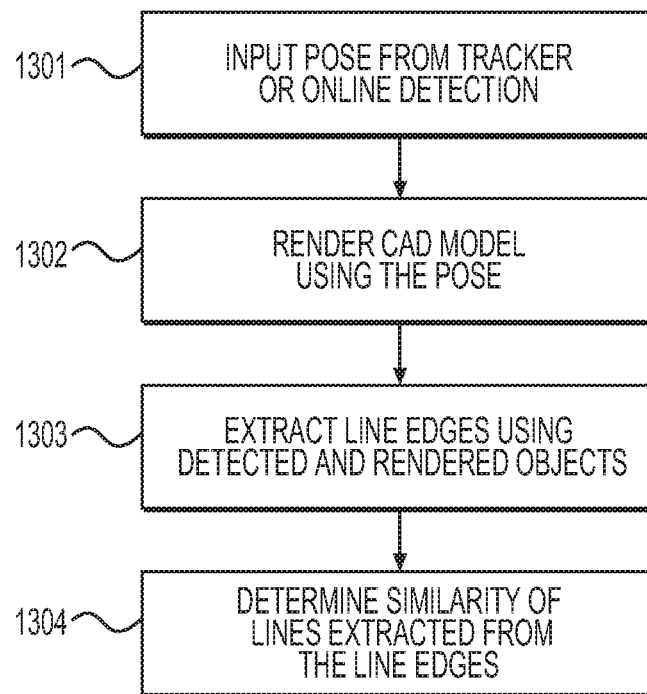 1301
INPUT POSE FROM TRACKER
OR ONLINE DETECTION
1302
RENDER CAD MODEL
USING THE POSE
1303
EXTRACT LINE EDGES USING
DETECTED AND RENDERED OBJECTS
1304
DETERMINE SIMILARITY OF
LINES EXTRACTED FROM
THE LINE EDGES